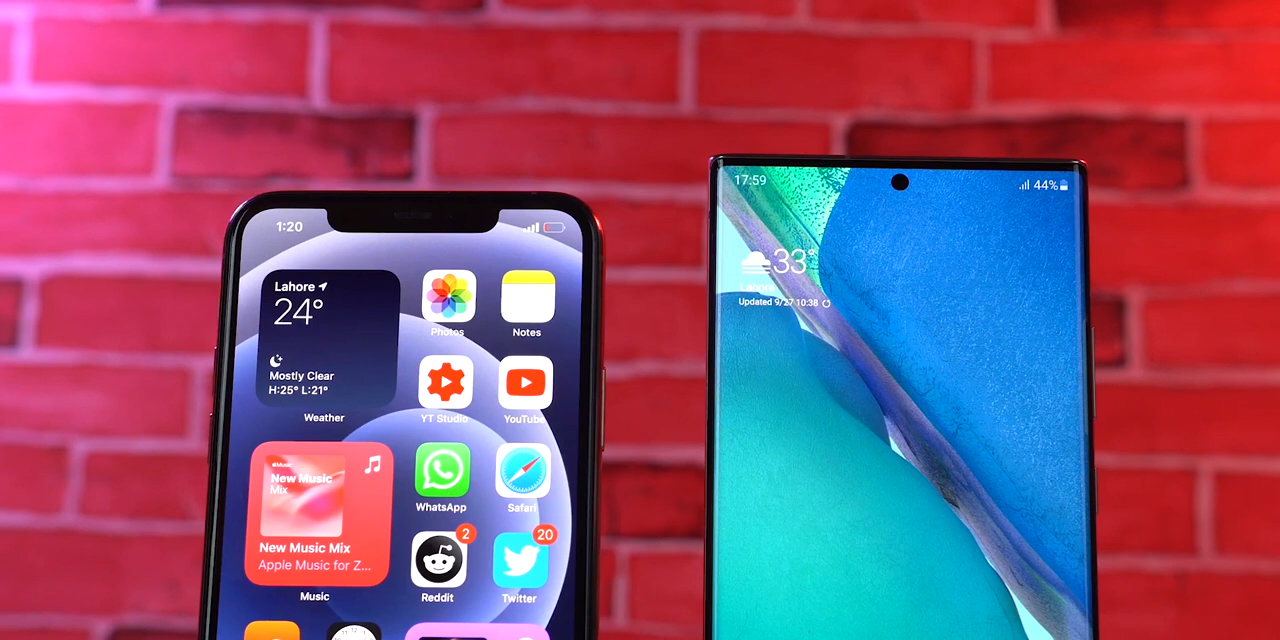 1:20
Lahore
24°
Mostly Clear
H:25° L:21°
Weather
Photos
Notes
YT Studio
YouTube
Music
New Music
Mix
New Music Mix
Apple Music for Z...
Music
WhatsApp
Safari
2
20
Reddit
Twitter
17:59
44%
33°
Lahore
Updated 9/27 10:38